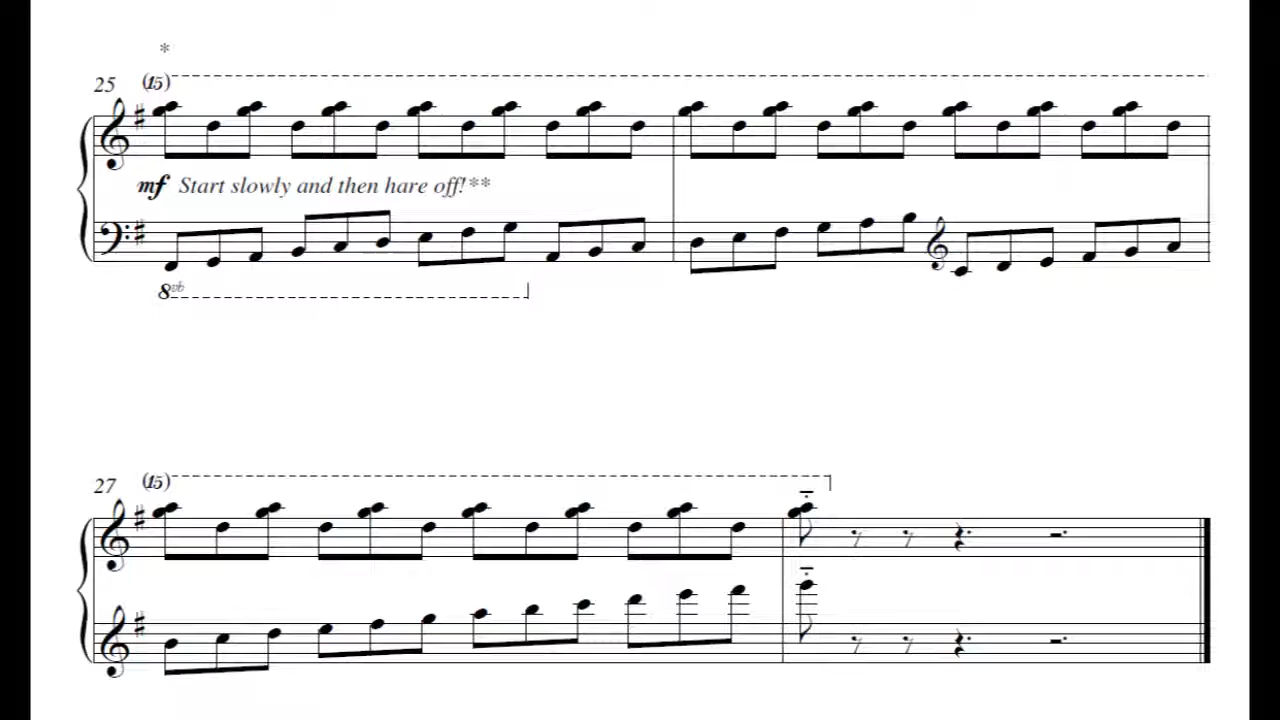 *
25 (15)
mf Start slowly and then hare off!**
8vb
27 (15)